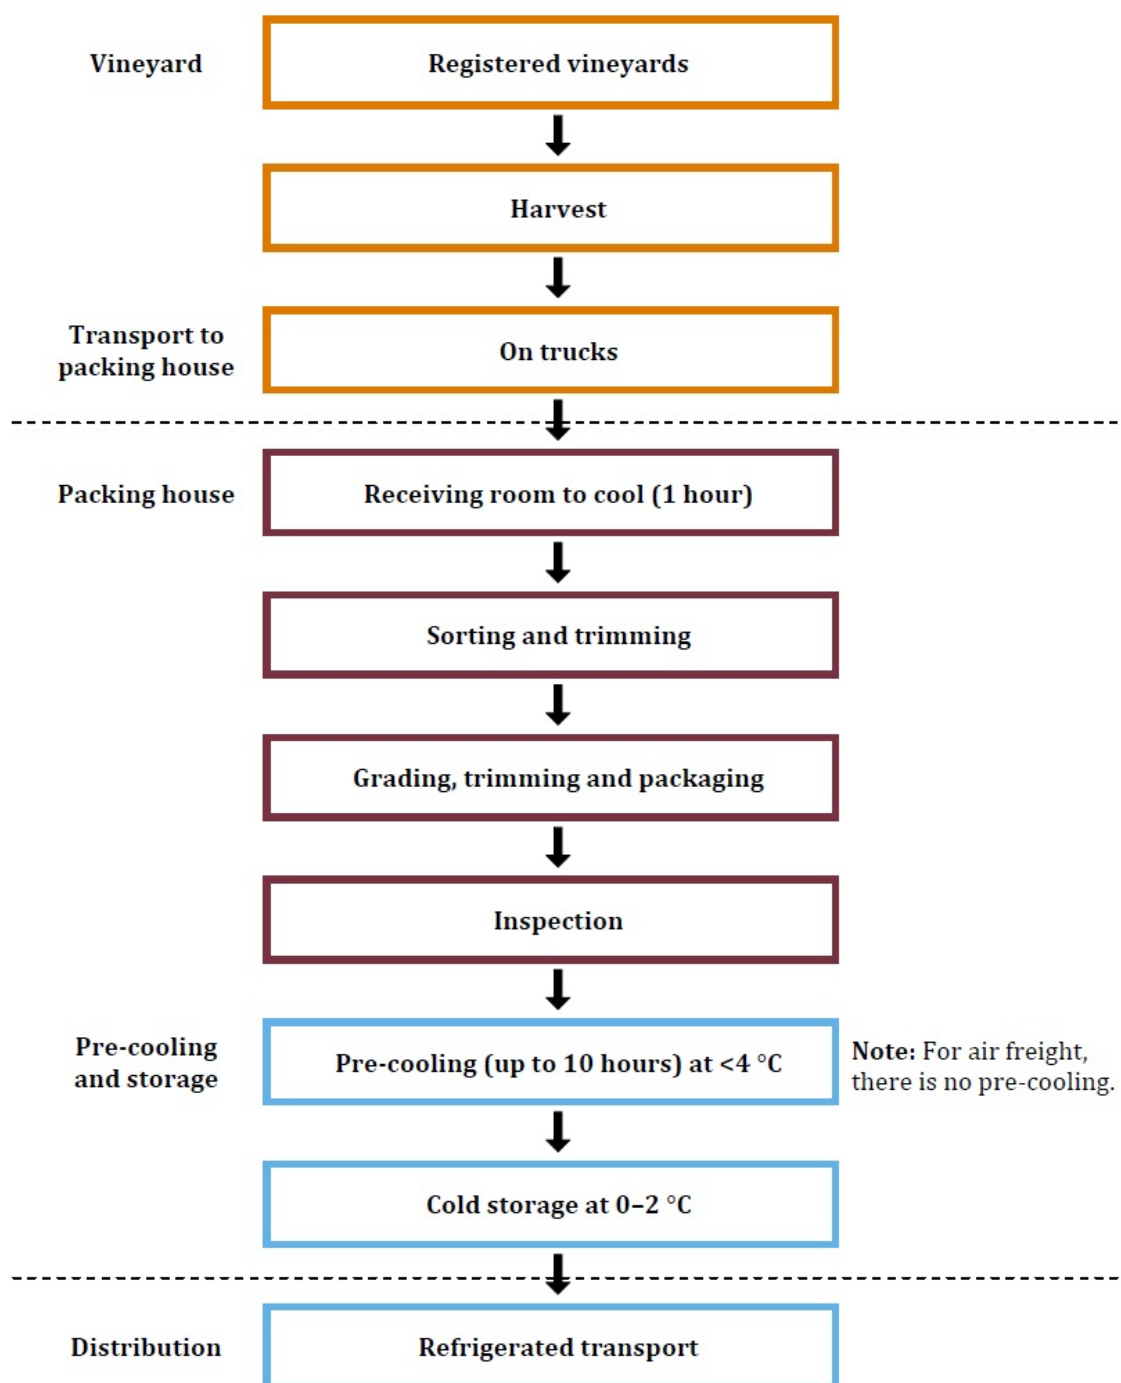 Vineyard
Registered vineyards
Harvest
Transport to
packing house
On trucks
Packing house
Receiving room to cool (1 hour)
Sorting and trimming
Grading, trimming and packaging
Inspection
Pre-cooling
and storage
Pre-cooling (up to 10 hours) at <4 °C
Note: For air freight,
there is no pre-cooling.
Cold storage at 0–2 °C
Distribution
Refrigerated transport